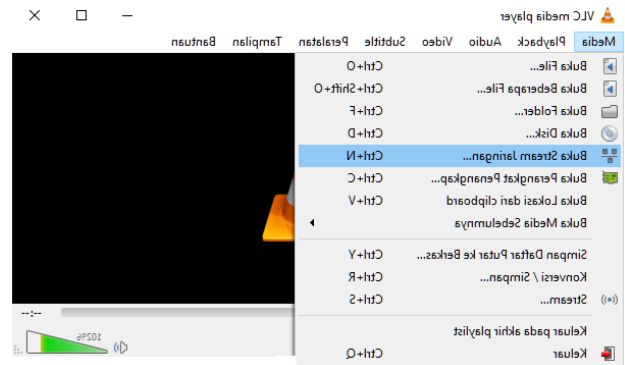 VLC media player
Media Playback Audio Video Subtitle Peralatan Tampilan Bantuan
Buka File... Ctrl+O
Buka Beberapa File... Ctrl+Shift+O
Buka Folder... Ctrl+F
Buka Disk... Ctrl+D
Buka Stream Jaringan... Ctrl+N
Buka Perangkat Penangkap... Ctrl+C
Buka Lokasi dari clipboard Ctrl+V
Buka Media Sebelumnya
Simpan Daftar Putar ke Berkas... Ctrl+Y
Konversi / Simpan... Ctrl+R
Stream... Ctrl+S
Keluar pada akhir playlist
Keluar Ctrl+Q
--:--
102%